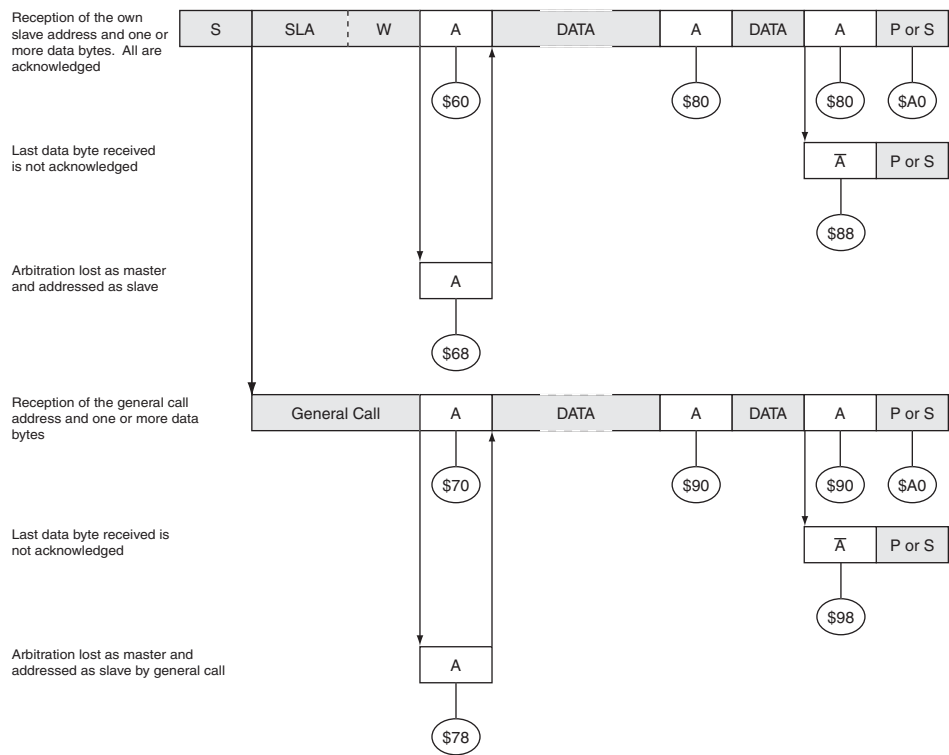 Reception of the own
slave address and one or
more data bytes. All are
acknowledged
S SLA W A DATA A DATA A P or S
$60 $80 $80 $A0
Last data byte received
is not acknowledged
A̅ P or S
$88
Arbitration lost as master
and addressed as slave
A
$68
Reception of the general call
address and one or more data
bytes
General Call A DATA A DATA A P or S
$70 $90 $90 $A0
Last data byte received is
not acknowledged
A̅ P or S
$98
Arbitration lost as master and
addressed as slave by general call
A
$78